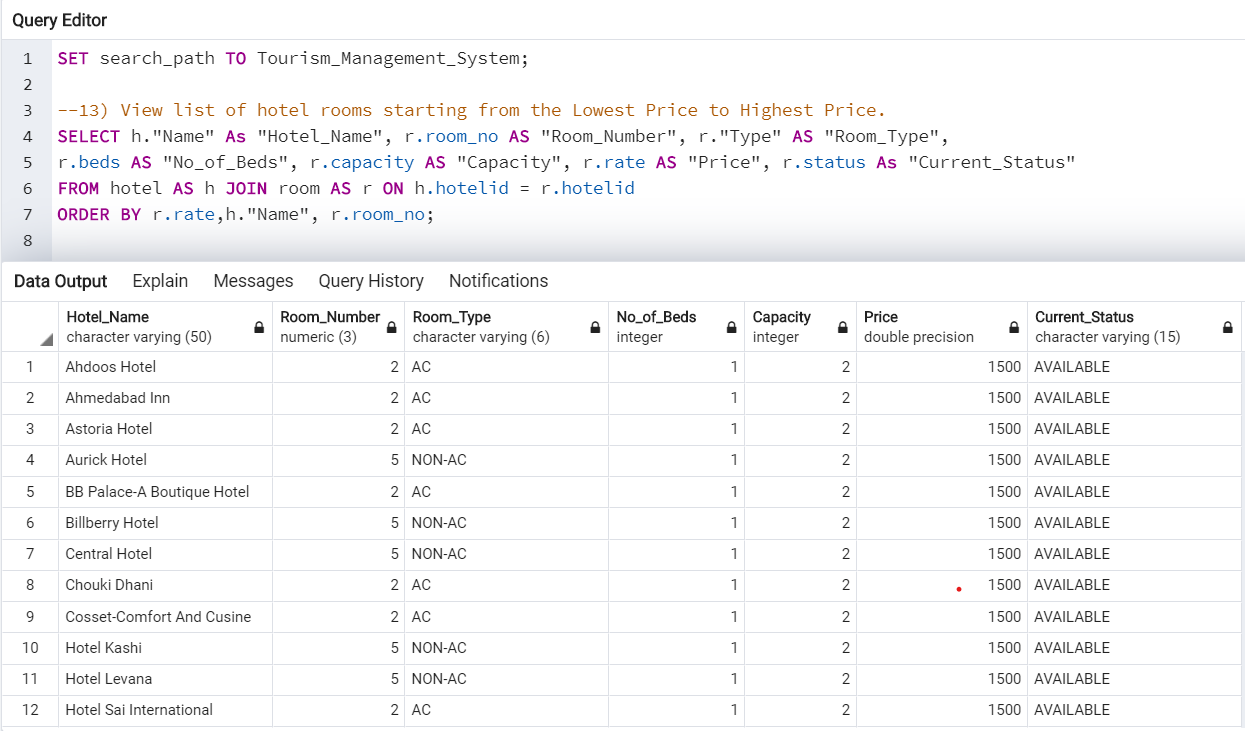 Query Editor
1 SET search_path TO Tourism_Management_System;
2
3 --13) View list of hotel rooms starting from the Lowest Price to Highest Price.
4 SELECT h."Name" As "Hotel_Name", r.room_no AS "Room_Number", r."Type" AS "Room_Type",
5 r.beds AS "No_of_Beds", r.capacity AS "Capacity", r.rate AS "Price", r.status As "Current_Status"
6 FROM hotel AS h JOIN room AS r ON h.hotelid = r.hotelid
7 ORDER BY r.rate,h."Name", r.room_no;
8
Data Output Explain Messages Query History Notifications
Hotel_Name Room_Number Room_Type No_of_Beds Capacity Price Current_Status
character varying (50) numeric (3) character varying (6) integer integer double precision character varying (15)
1 Ahdoos Hotel 2 AC 1 2 1500 AVAILABLE
2 Ahmedabad Inn 2 AC 1 2 1500 AVAILABLE
3 Astoria Hotel 2 AC 1 2 1500 AVAILABLE
4 Aurick Hotel 5 NON-AC 1 2 1500 AVAILABLE
5 BB Palace-A Boutique Hotel 2 AC 1 2 1500 AVAILABLE
6 Billberry Hotel 5 NON-AC 1 2 1500 AVAILABLE
7 Central Hotel 5 NON-AC 1 2 1500 AVAILABLE
8 Chouki Dhani 2 AC 1 2 1500 AVAILABLE
9 Cosset-Comfort And Cusine 2 AC 1 2 1500 AVAILABLE
10 Hotel Kashi 5 NON-AC 1 2 1500 AVAILABLE
11 Hotel Levana 5 NON-AC 1 2 1500 AVAILABLE
12 Hotel Sai International 2 AC 1 2 1500 AVAILABLE